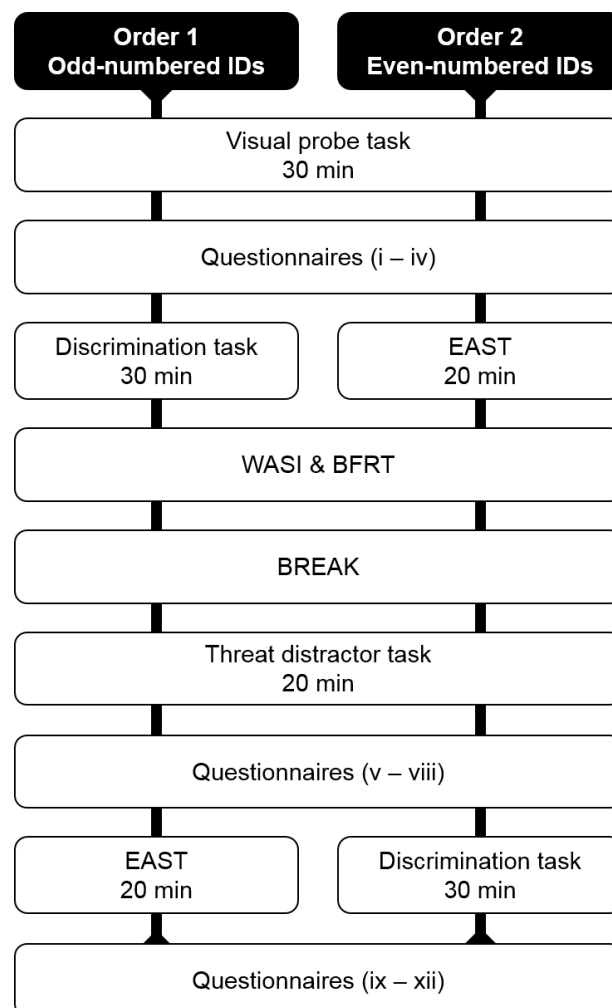 Order 1
Odd-numbered IDs
Order 2
Even-numbered IDs
Visual probe task
30 min
Questionnaires (i – iv)
Discrimination task
30 min
EAST
20 min
WASI & BFRT
BREAK
Threat distractor task
20 min
Questionnaires (v – viii)
EAST
20 min
Discrimination task
30 min
Questionnaires (ix – xii)